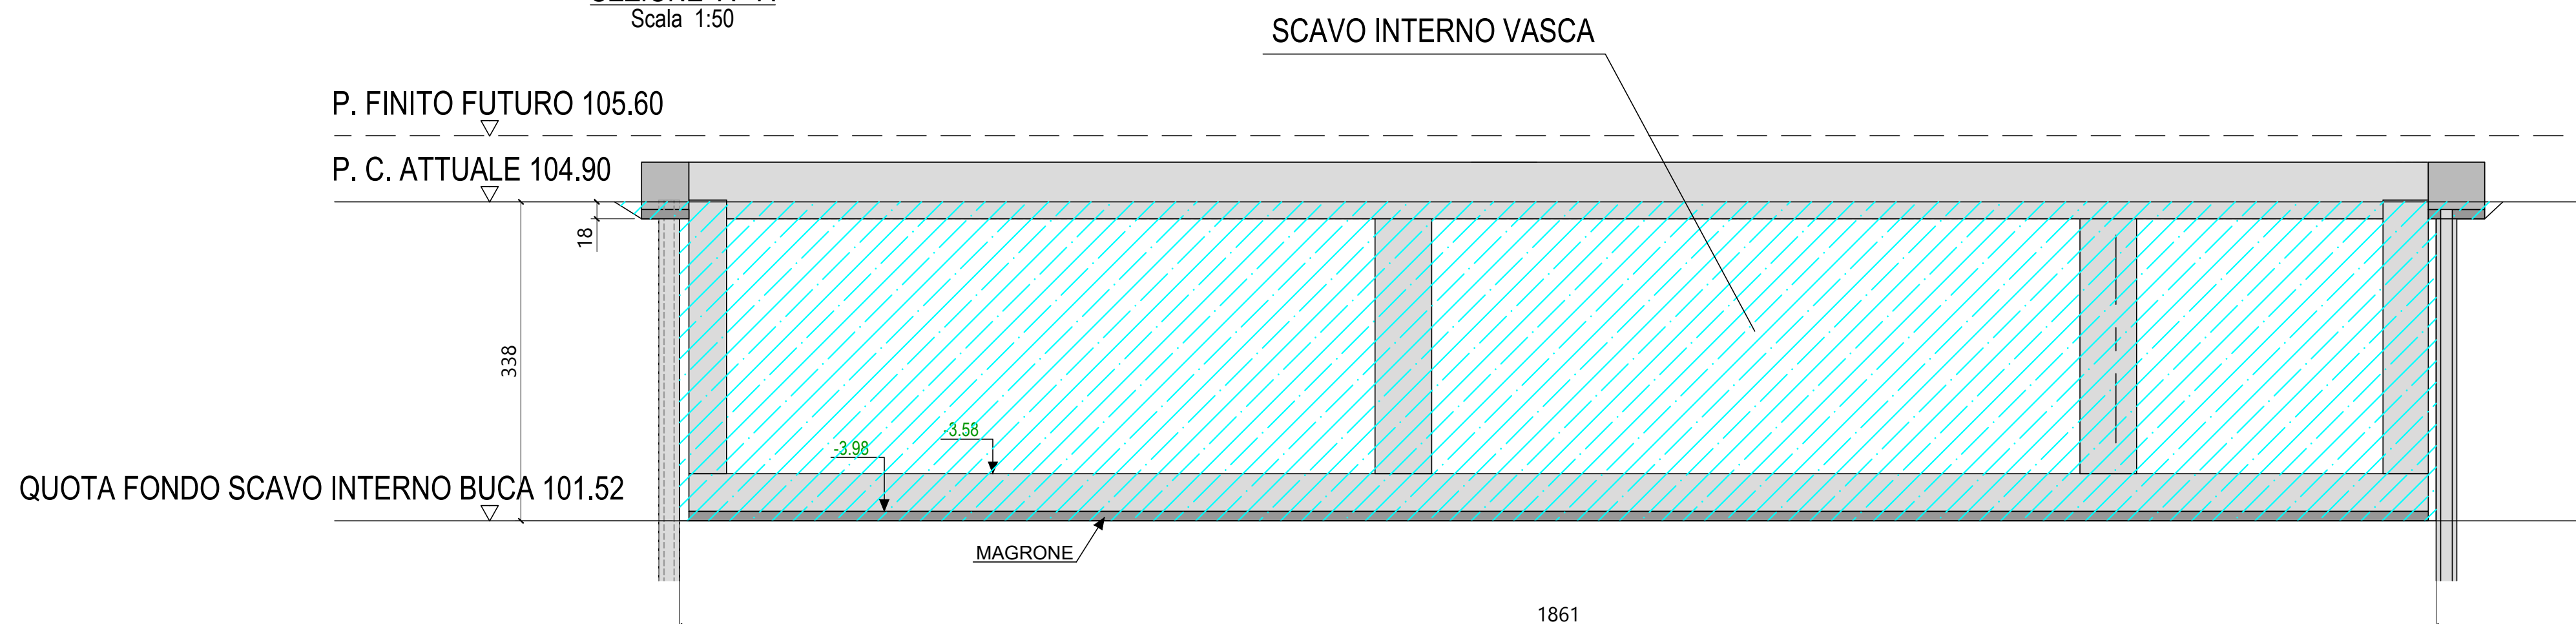 Scala 1:50
SCAVO INTERNO VASCA
P. FINITO FUTURO 105.60
P. C. ATTUALE 104.90
18
338
-3.58
-3.98
QUOTA FONDO SCAVO INTERNO BUCA 101.52
MAGRONE
1861